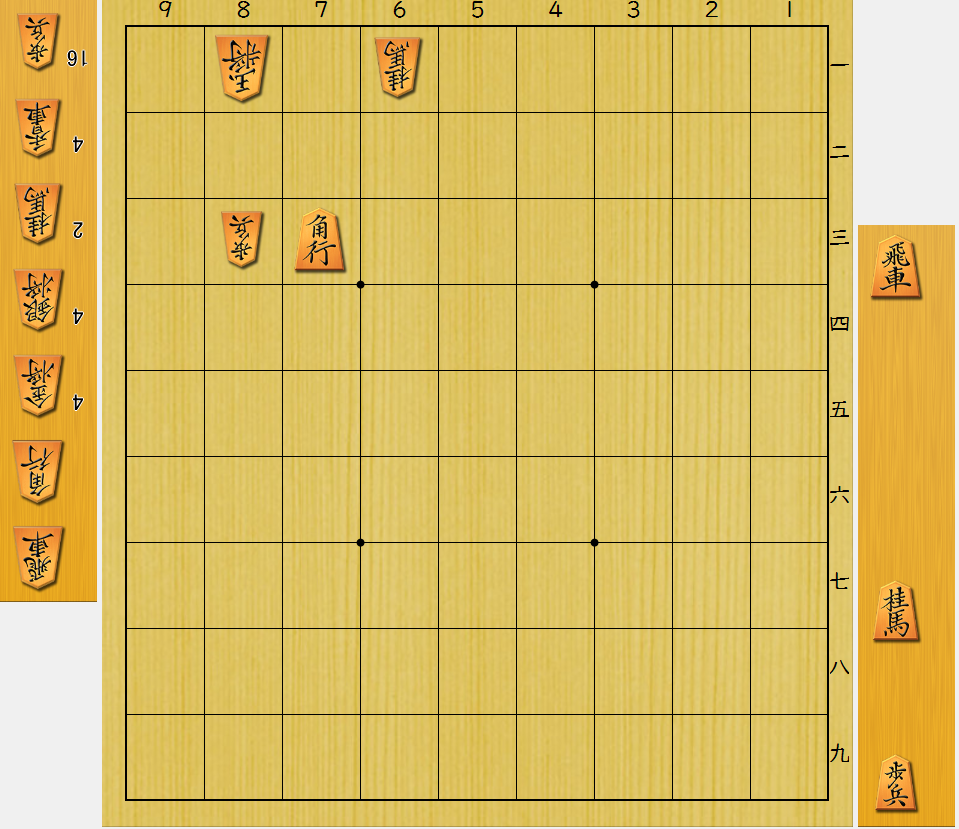 9 8 7 6 5 4 3 2 1
歩兵 16
香車 4
桂馬 2
銀将 4
金将 4
角行
飛車
玉将 桂馬
歩兵 角行
一
二
三
四
五
六
七
八
九
飛車
桂馬
歩兵